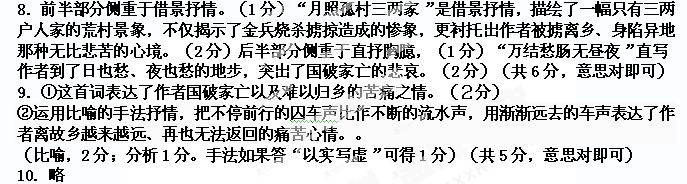 8. 前半部分侧重于借景抒情。（1分）“月照孤村三两家”是借景抒情，描绘了一幅只有三两
户人家的荒村景象，不仅揭示了金兵烧杀掳掠造成的惨象，更衬托出作者被掳离乡、身陷异地
那种无比悲苦的心境。（2分）后半部分侧重于直抒胸臆，（1分）“万结愁肠无昼夜”直写
作者到了日也愁、夜也愁的地步，突出了国破家亡的悲哀。（2分）（共6分，意思对即可）
9. ①这首词表达了作者国破家亡以及难以归乡的苦痛之情。（2分）
②运用比喻的手法抒情，把不停前行的囚车声比作不断的流水声，用渐渐远去的车声表达了作
者离故乡越来越远、再也无法返回的痛苦心情。。
（比喻，2分；分析1分。手法如果答“以实写虚”可得1分）（共5分，意思对即可）
10. 略